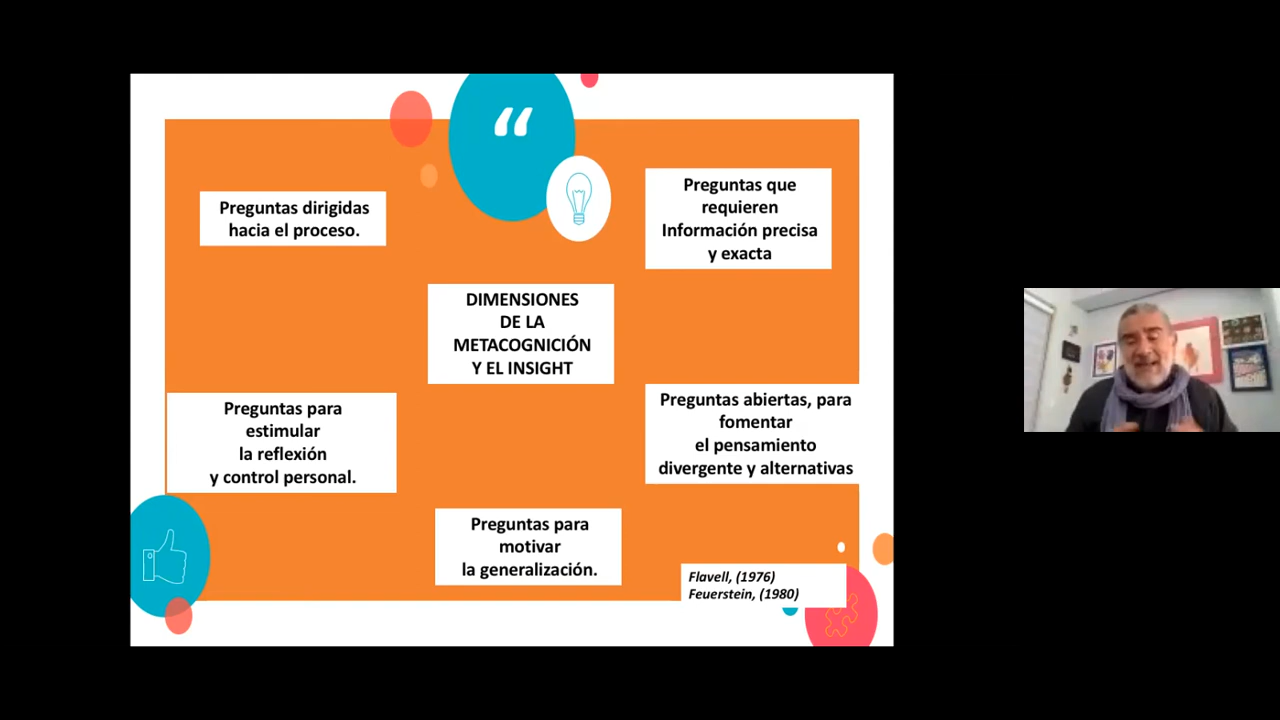 “
Preguntas dirigidas
hacia el proceso.
Preguntas que
requieren
Información precisa
y exacta
DIMENSIONES
DE LA
METACOGNICIÓN
Y EL INSIGHT
Preguntas para
estimular
la reflexión
y control personal.
Preguntas abiertas, para
fomentar
el pensamiento
divergente y alternativas
Preguntas para
motivar
la generalización.
Flavell, (1976)
Feuerstein, (1980)